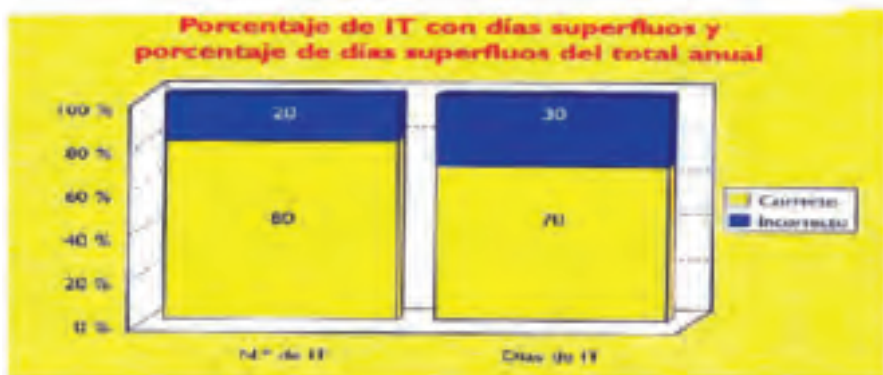 Porcentaje de IT con días superfluos y
porcentaje de días superfluos del total anual
100 %
80 %
60 %
40 %
20 %
0 %
20
80
30
70
Correcto
Incorrecto
N.º de IT
Días de IT